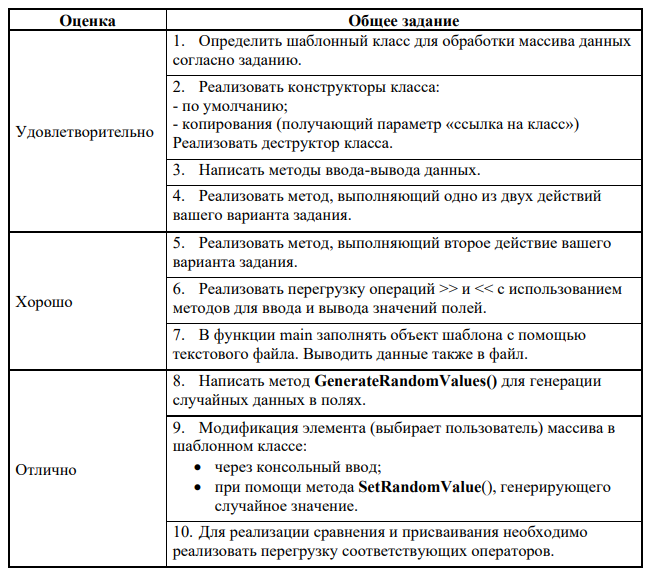 Оценка Общее задание
1. Определить шаблонный класс для обработки массива данных
согласно заданию.
Удовлетворительно
2. Реализовать конструкторы класса:
- по умолчанию;
- копирования (получающий параметр «ссылка на класс»)
Реализовать деструктор класса.
3. Написать методы ввода-вывода данных.
4. Реализовать метод, выполняющий одно из двух действий
вашего варианта задания.
Хорошо
5. Реализовать метод, выполняющий второе действие вашего
варианта задания.
6. Реализовать перегрузку операций >> и << с использованием
методов для ввода и вывода значений полей.
7. В функции main заполнять объект шаблона с помощью
текстового файла. Выводить данные также в файл.
Отлично
8. Написать метод GenerateRandomValues() для генерации
случайных данных в полях.
9. Модификация элемента (выбирает пользователь) массива в
шаблонном классе:
• через консольный ввод;
• при помощи метода SetRandomValue(), генерирующего
случайное значение.
10. Для реализации сравнения и присваивания необходимо
реализовать перегрузку соответствующих операторов.